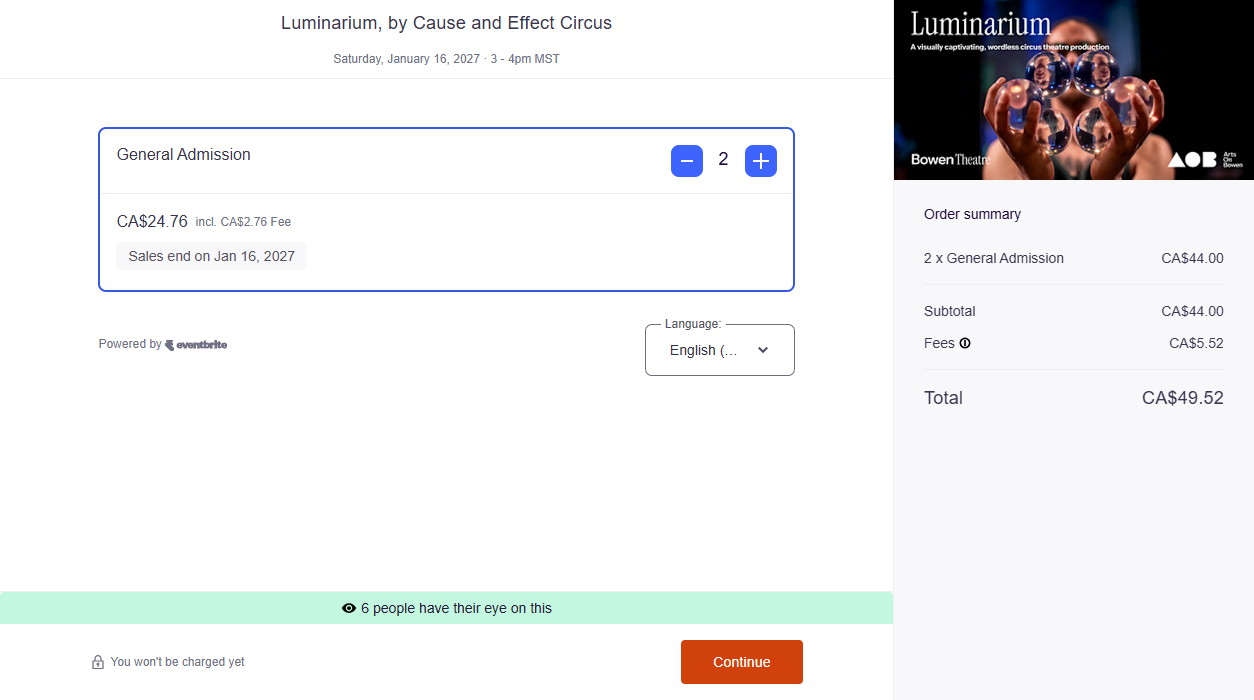 Luminarium, by Cause and Effect Circus
Saturday, January 16, 2027 · 3 - 4pm MST
General Admission
2
CA$24.76 incl. CA$2.76 Fee
Sales end on Jan 16, 2027
Powered by eventbrite
Language:
English (...
6 people have their eye on this
You won't be charged yet
Continue
Luminarium
A visually captivating, wordless circus theatre production
Bowen Theatre
AOB
Arts
On
Bowen
Order summary
2 x General Admission CA$44.00
Subtotal CA$44.00
Fees CA$5.52
Total CA$49.52